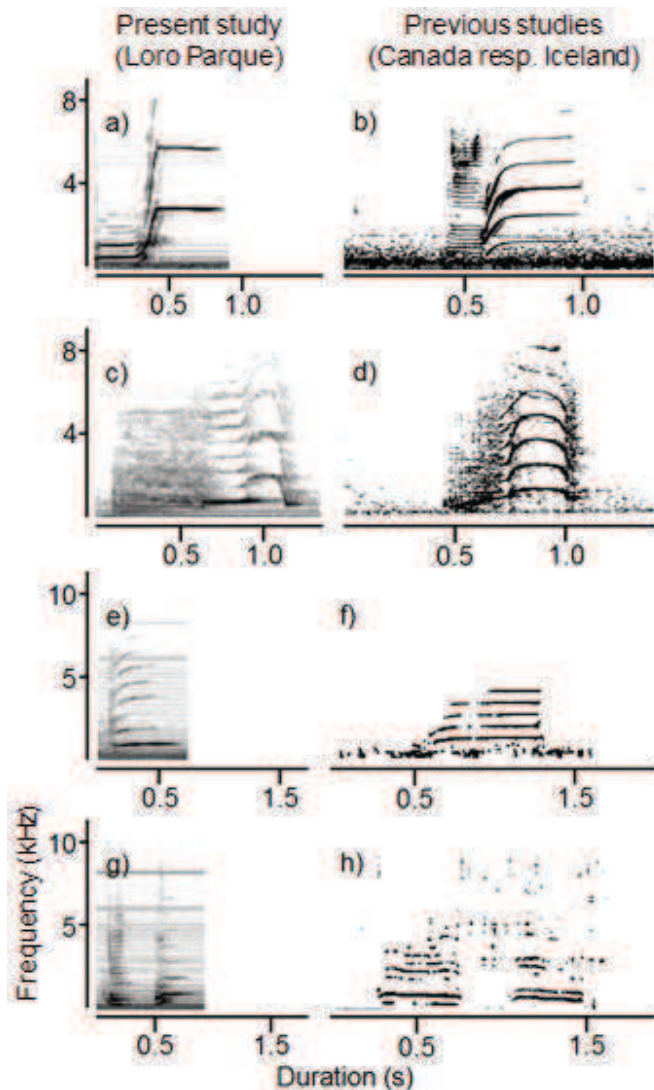 Present study
(Loro Parque)
Previous studies
(Canada resp. Iceland)
8
4
a)
b)
0.5 1.0
0.5 1.0
8
4
c)
d)
0.5 1.0
0.5 1.0
10
5
e)
f)
0.5 1.5
0.5 1.5
10
5
g)
h)
0.5 1.5
0.5 1.5
Frequency (kHz)
Duration (s)